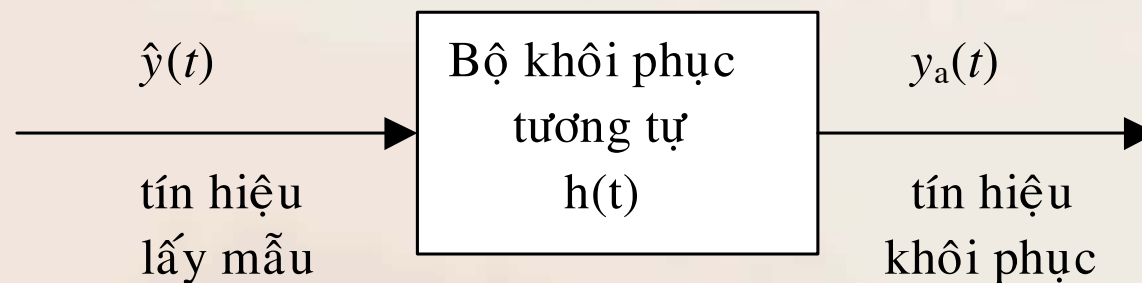 ŷ(t)
tín hiệu
lấy mẫu
Bộ khôi phục
tương tự
h(t)
yₐ(t)
tín hiệu
khôi phục